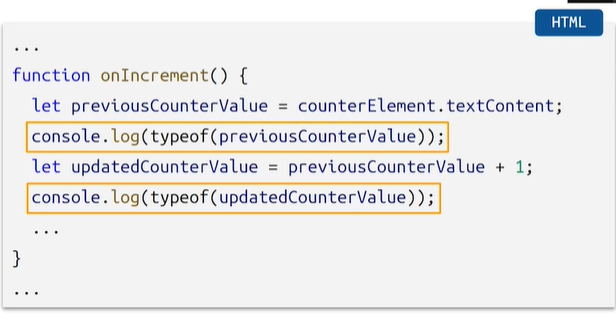 HTML
...
function onIncrement() {
let previousCounterValue = counterElement.textContent;
console.log(typeof(previousCounterValue));
let updatedCounterValue = previousCounterValue + 1;
console.log(typeof(updatedCounterValue));
...
}
...